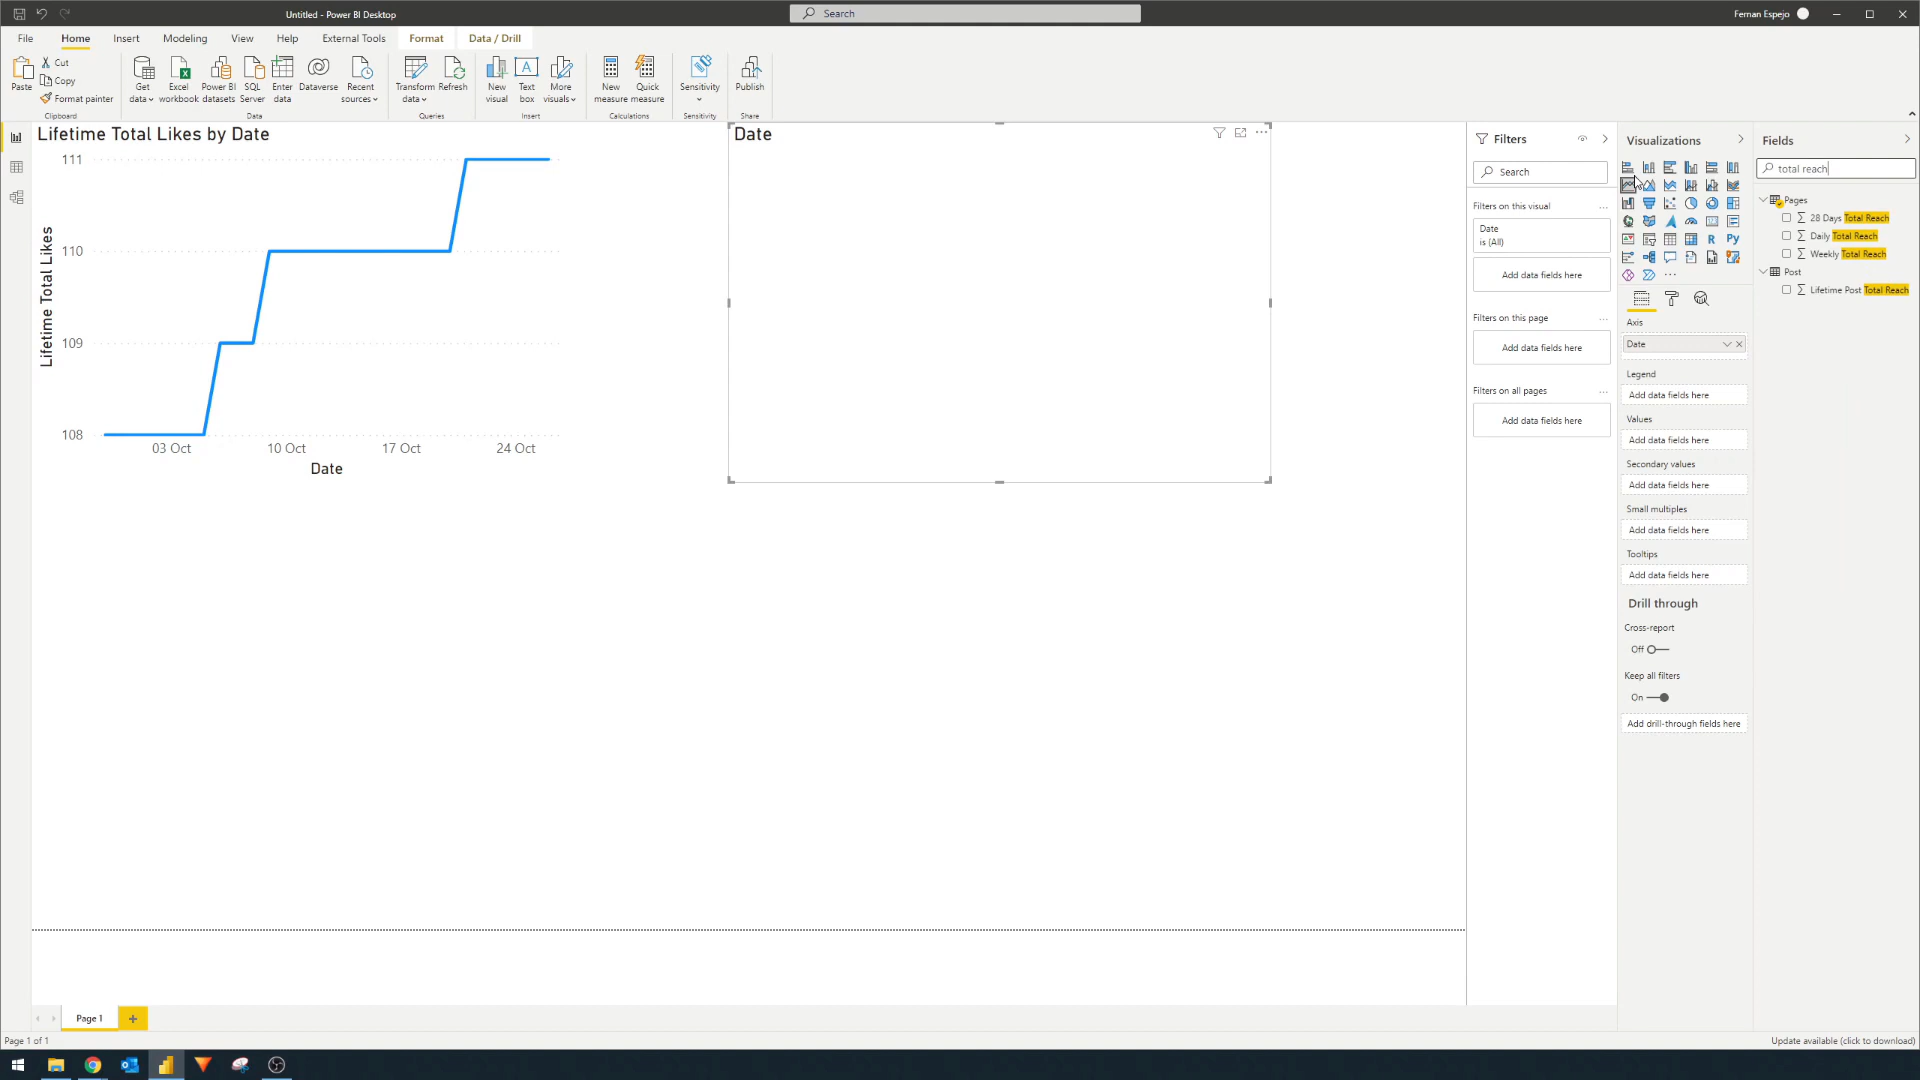 Untitled - Power BI Desktop
Search
Fernan Espejo
File
Home
Insert
Modeling
View
Help
External Tools
Format
Data / Drill
Paste
Cut
Copy
Format painter
Get data
Excel workbook
Power BI datasets
SQL Server
Enter data
Dataverse
Recent sources
Transform data
Refresh
New visual
Text box
More visuals
New measure
Quick measure
Sensitivity
Publish
Clipboard
Data
Queries
Insert
Calculations
Sensitivity
Share
Lifetime Total Likes by Date
111
110
109
108
Lifetime Total Likes
03 Oct
10 Oct
17 Oct
24 Oct
Date
Date
Filters
Search
Filters on this visual
Date
is (All)
Add data fields here
Filters on this page
Add data fields here
Filters on all pages
Add data fields here
Visualizations
R
Py
Axis
Date
Legend
Add data fields here
Values
Add data fields here
Secondary values
Add data fields here
Small multiples
Add data fields here
Tooltips
Add data fields here
Drill through
Cross-report
Off
Keep all filters
On
Add drill-through fields here
Fields
total reach
Pages
28 Days Total Reach
Daily Total Reach
Weekly Total Reach
Post
Lifetime Post Total Reach
Page 1
Page 1 of 1
Update available (click to download)